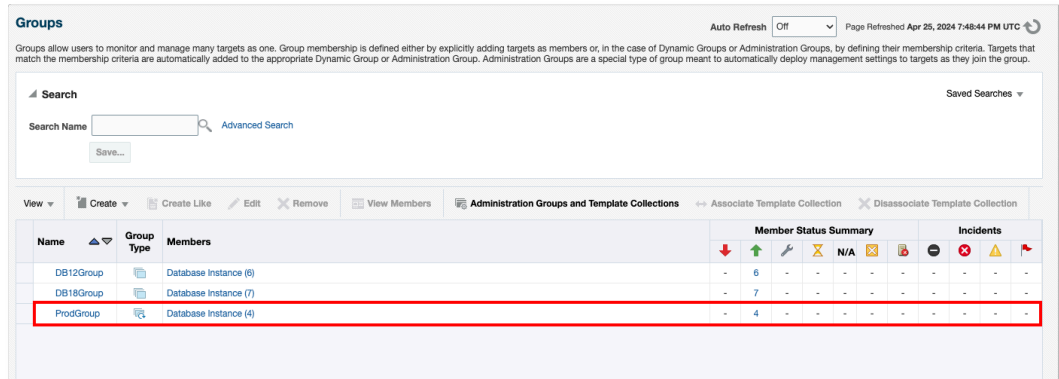 Groups
Auto Refresh Off Page Refreshed Apr 25, 2024 7:48:44 PM UTC
Groups allow users to monitor and manage many targets as one. Group membership is defined either by explicitly adding targets as members or, in the case of Dynamic Groups or Administration Groups, by defining their membership criteria. Targets that
match the membership criteria are automatically added to the appropriate Dynamic Group or Administration Group. Administration Groups are a special type of group meant to automatically deploy management settings to targets as they join the group.
Search
Saved Searches
Search Name Advanced Search
Save...
View Create Create Like Edit Remove View Members Administration Groups and Template Collections Associate Template Collection Disassociate Template Collection
Name Group Type Members Member Status Summary Incidents
N/A
DB12Group Database Instance (6) - 6 - - - - - - - - -
DB18Group Database Instance (7) - 7 - - - - - - - - -
ProdGroup Database Instance (4) - 4 - - - - - - - - -